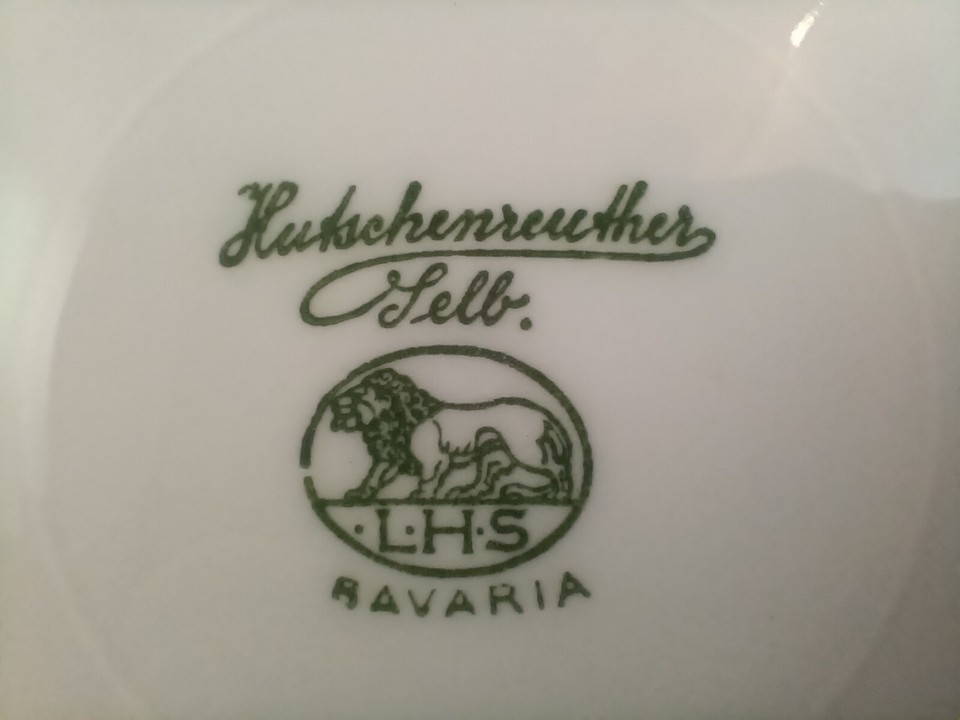 Hutschenreuther
Selb.
·L·H·S
BAVARIA